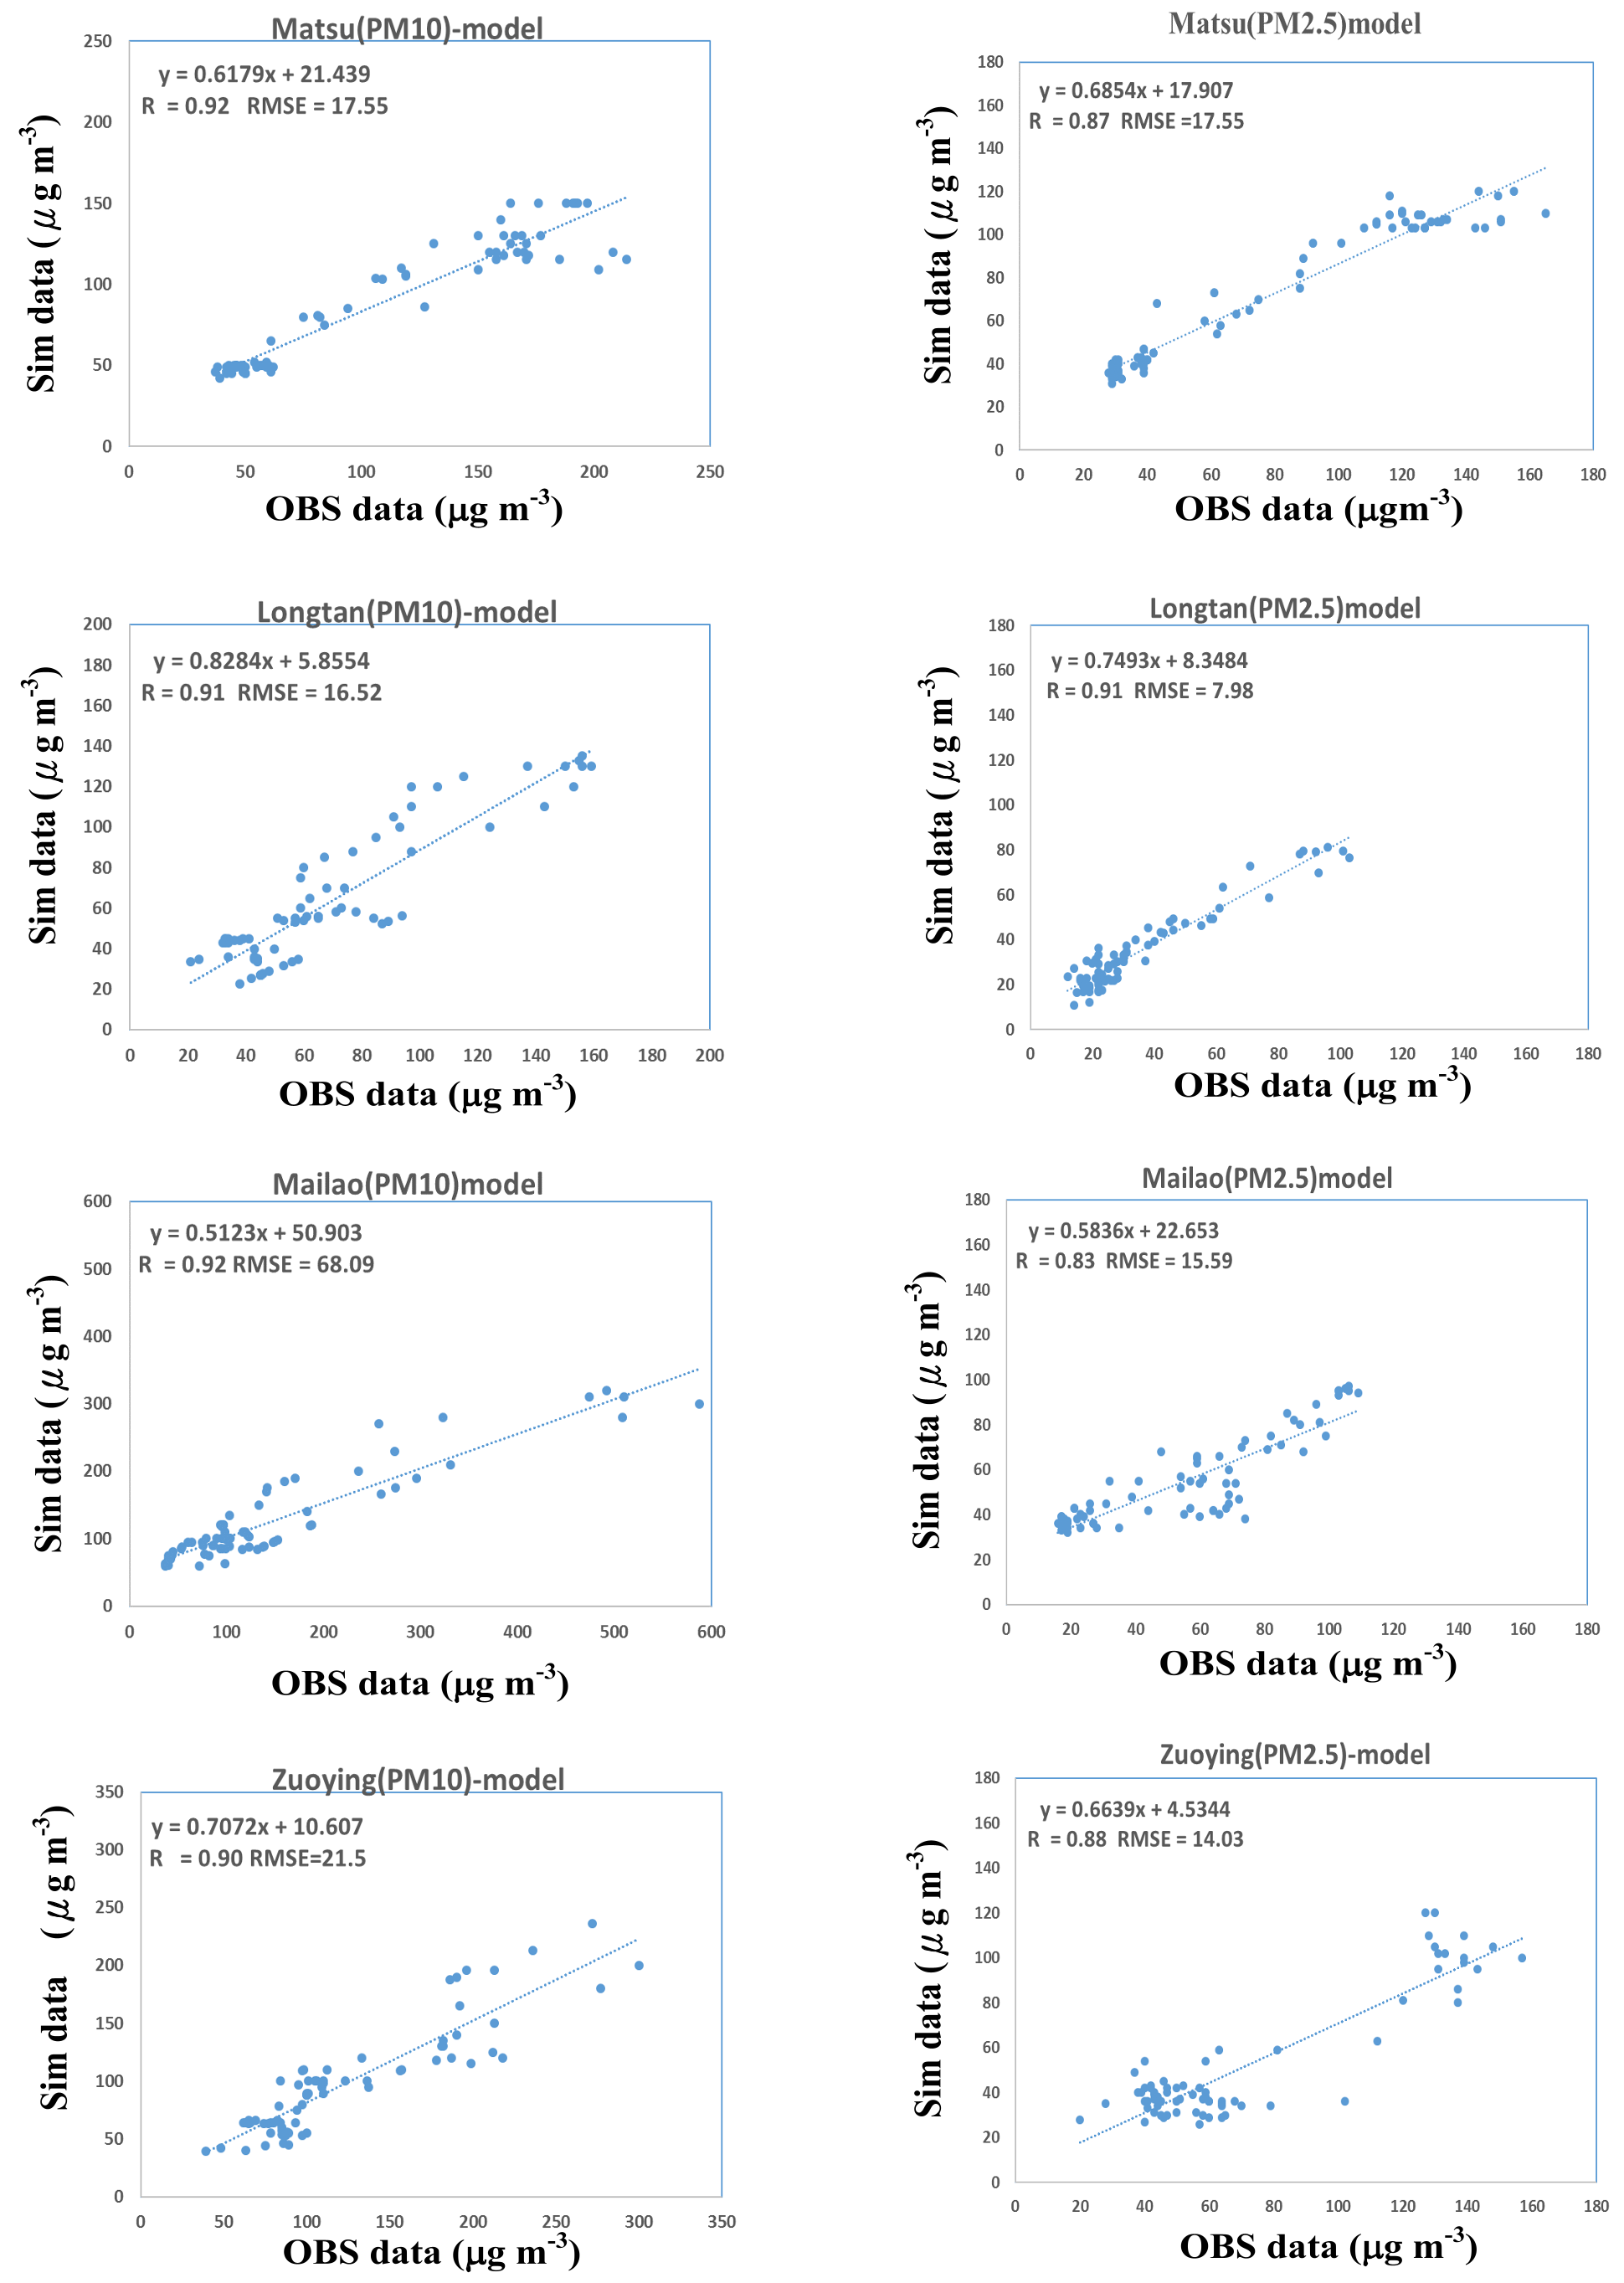 Matsu(PM10)-model
y = 0.6179x + 21.439
R = 0.92 RMSE = 17.55
Sim data (μg m-3)
250
200
150
100
50
0
0 50 100 150 200 250
OBS data (μg m-3)
Matsu(PM2.5)model
y = 0.6854x + 17.907
R = 0.87 RMSE =17.55
Sim data (μg m-3)
180
160
140
120
100
80
60
40
20
0
0 20 40 60 80 100 120 140 160 180
OBS data (μgm-3)
Longtan(PM10)-model
y = 0.8284x + 5.8554
R = 0.91 RMSE = 16.52
Sim data (μg m-3)
200
180
160
140
120
100
80
60
40
20
0
0 20 40 60 80 100 120 140 160 180 200
OBS data (μg m-3)
Longtan(PM2.5)model
y = 0.7493x + 8.3484
R = 0.91 RMSE = 7.98
Sim data (μg m-3)
180
160
140
120
100
80
60
40
20
0
0 20 40 60 80 100 120 140 160 180
OBS data (μg m-3)
Mailao(PM10)model
y = 0.5123x + 50.903
R = 0.92 RMSE = 68.09
Sim data (μg m-3)
600
500
400
300
200
100
0
0 100 200 300 400 500 600
OBS data (μg m-3)
Mailao(PM2.5)model
y = 0.5836x + 22.653
R = 0.83 RMSE = 15.59
Sim data (μg m-3)
180
160
140
120
100
80
60
40
20
0
0 20 40 60 80 100 120 140 160 180
OBS data (μg m-3)
Zuoying(PM10)-model
y = 0.7072x + 10.607
R = 0.90 RMSE=21.5
Sim data (μg m-3)
350
300
250
200
150
100
50
0
0 50 100 150 200 250 300 350
OBS data (μg m-3)
Zuoying(PM2.5)-model
y = 0.6639x + 4.5344
R = 0.88 RMSE = 14.03
Sim data (μg m-3)
180
160
140
120
100
80
60
40
20
0
0 20 40 60 80 100 120 140 160 180
OBS data (μg m-3)